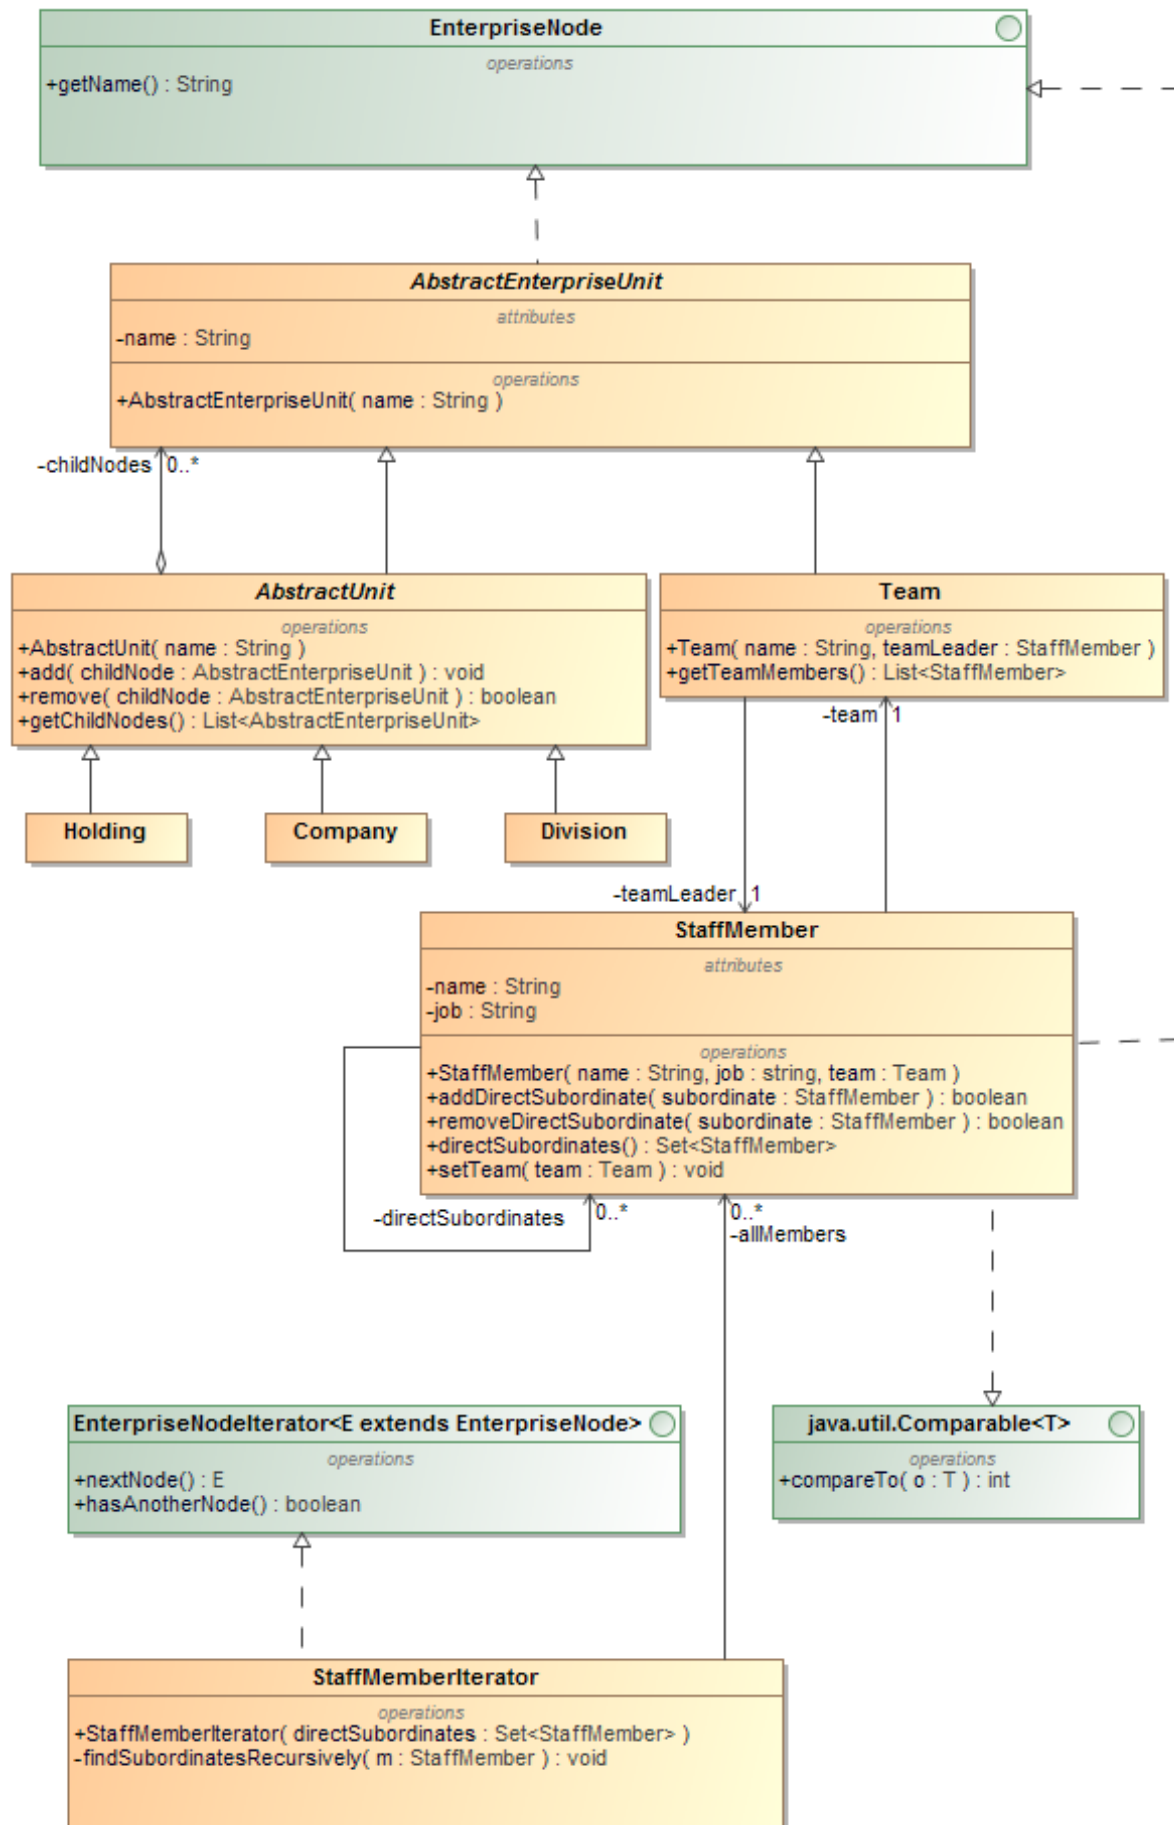 EnterpriseNode
operations
+getName() : String
AbstractEnterpriseUnit
attributes
-name : String
operations
+AbstractEnterpriseUnit( name : String )
-childNodes 0..*
AbstractUnit
operations
+AbstractUnit( name : String )
+add( childNode : AbstractEnterpriseUnit ) : void
+remove( childNode : AbstractEnterpriseUnit ) : boolean
+getChildNodes() : List<AbstractEnterpriseUnit>
Team
operations
+Team( name : String, teamLeader : StaffMember )
+getTeamMembers() : List<StaffMember>
-team 1
Holding
Company
Division
-teamLeader 1
StaffMember
attributes
-name : String
-job : String
operations
+StaffMember( name : String, job : string, team : Team )
+addDirectSubordinate( subordinate : StaffMember ) : boolean
+removeDirectSubordinate( subordinate : StaffMember ) : boolean
+directSubordinates() : Set<StaffMember>
+setTeam( team : Team ) : void
-directSubordinates 0..*
0..*
-allMembers
EnterpriseNodeIterator<E extends EnterpriseNode>
operations
+nextNode() : E
+hasAnotherNode() : boolean
java.util.Comparable<T>
operations
+compareTo( o : T ) : int
StaffMemberIterator
operations
+StaffMemberIterator( directSubordinates : Set<StaffMember> )
-findSubordinatesRecursively( m : StaffMember ) : void